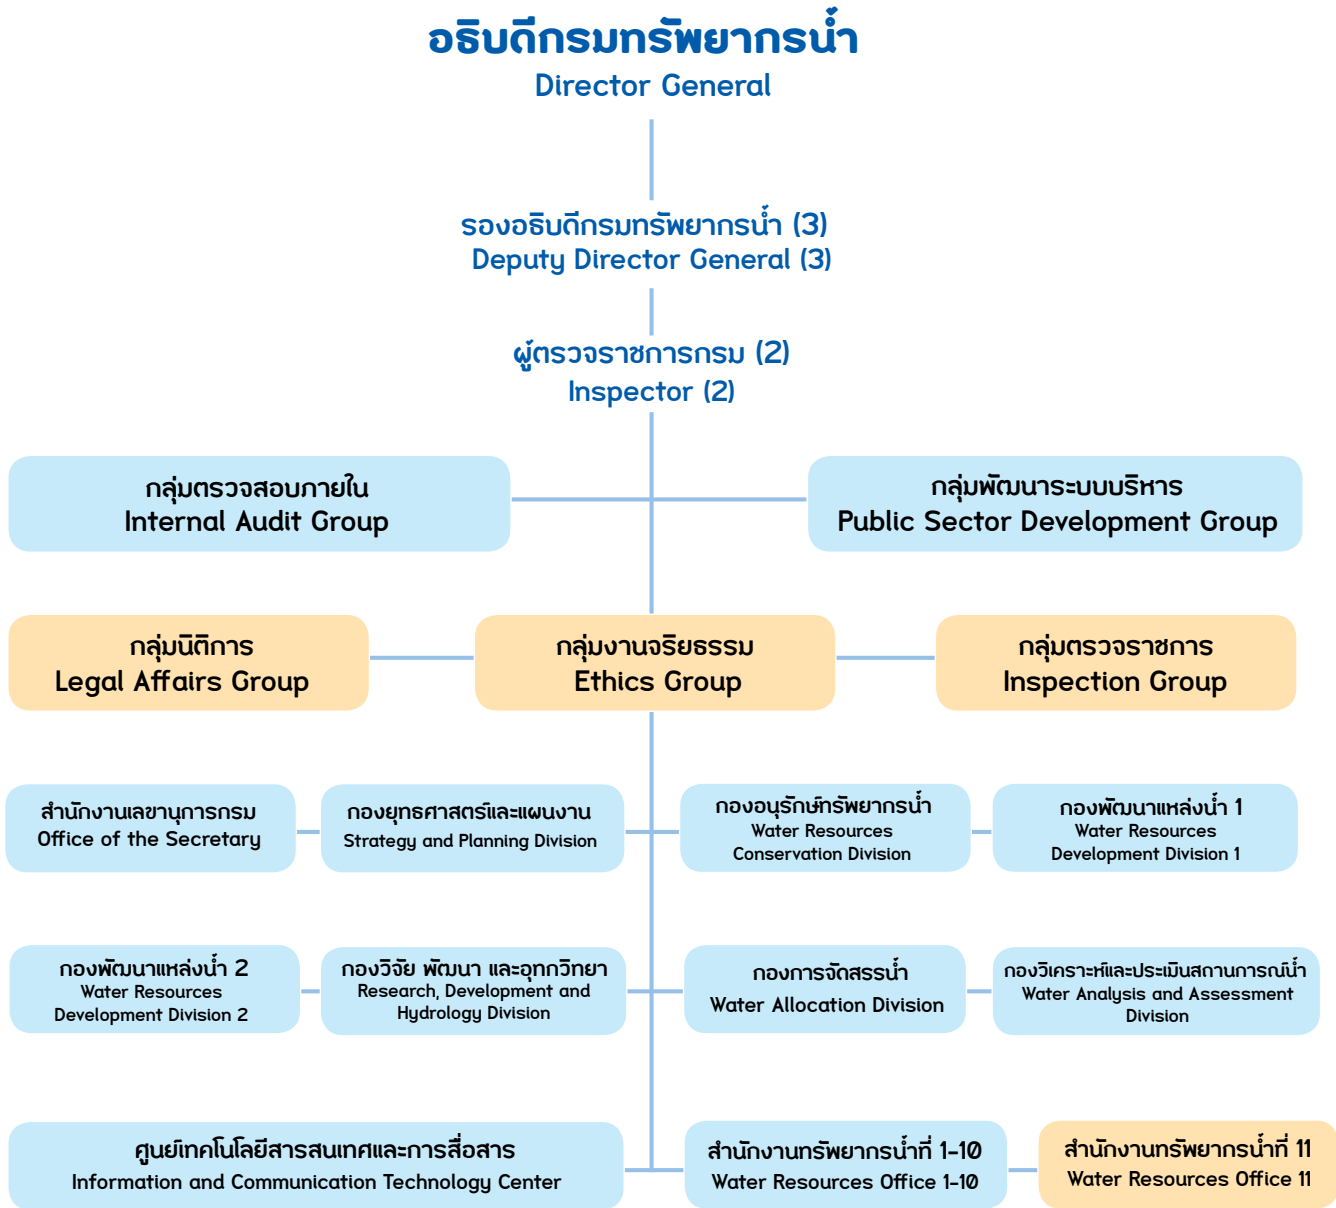 อธิบดีกรมทรัพยากรน้ำ
Director General
รองอธิบดีกรมทรัพยากรน้ำ (3)
Deputy Director General (3)
ผู้ตรวจราชการกรม (2)
Inspector (2)
กลุ่มตรวจสอบภายใน
Internal Audit Group
กลุ่มพัฒนาระบบบริหาร
Public Sector Development Group
กลุ่มนิติการ
Legal Affairs Group
กลุ่มงานจริยธรรม
Ethics Group
กลุ่มตรวจราชการ
Inspection Group
สำนักงานเลขานุการกรม
Office of the Secretary
กองยุทธศาสตร์และแผนงาน
Strategy and Planning Division
กองอนุรักษ์ทรัพยากรน้ำ
Water Resources
Conservation Division
กองพัฒนาแหล่งน้ำ 1
Water Resources
Development Division 1
กองพัฒนาแหล่งน้ำ 2
Water Resources
Development Division 2
กองวิจัย พัฒนา และอุทกวิทยา
Research, Development and
Hydrology Division
กองการจัดสรรน้ำ
Water Allocation Division
กองวิเคราะห์และประเมินสถานการณ์น้ำ
Water Analysis and Assessment
Division
ศูนย์เทคโนโลยีสารสนเทศและการสื่อสาร
Information and Communication Technology Center
สำนักงานทรัพยากรน้ำที่ 1-10
Water Resources Office 1-10
สำนักงานทรัพยากรน้ำที่ 11
Water Resources Office 11